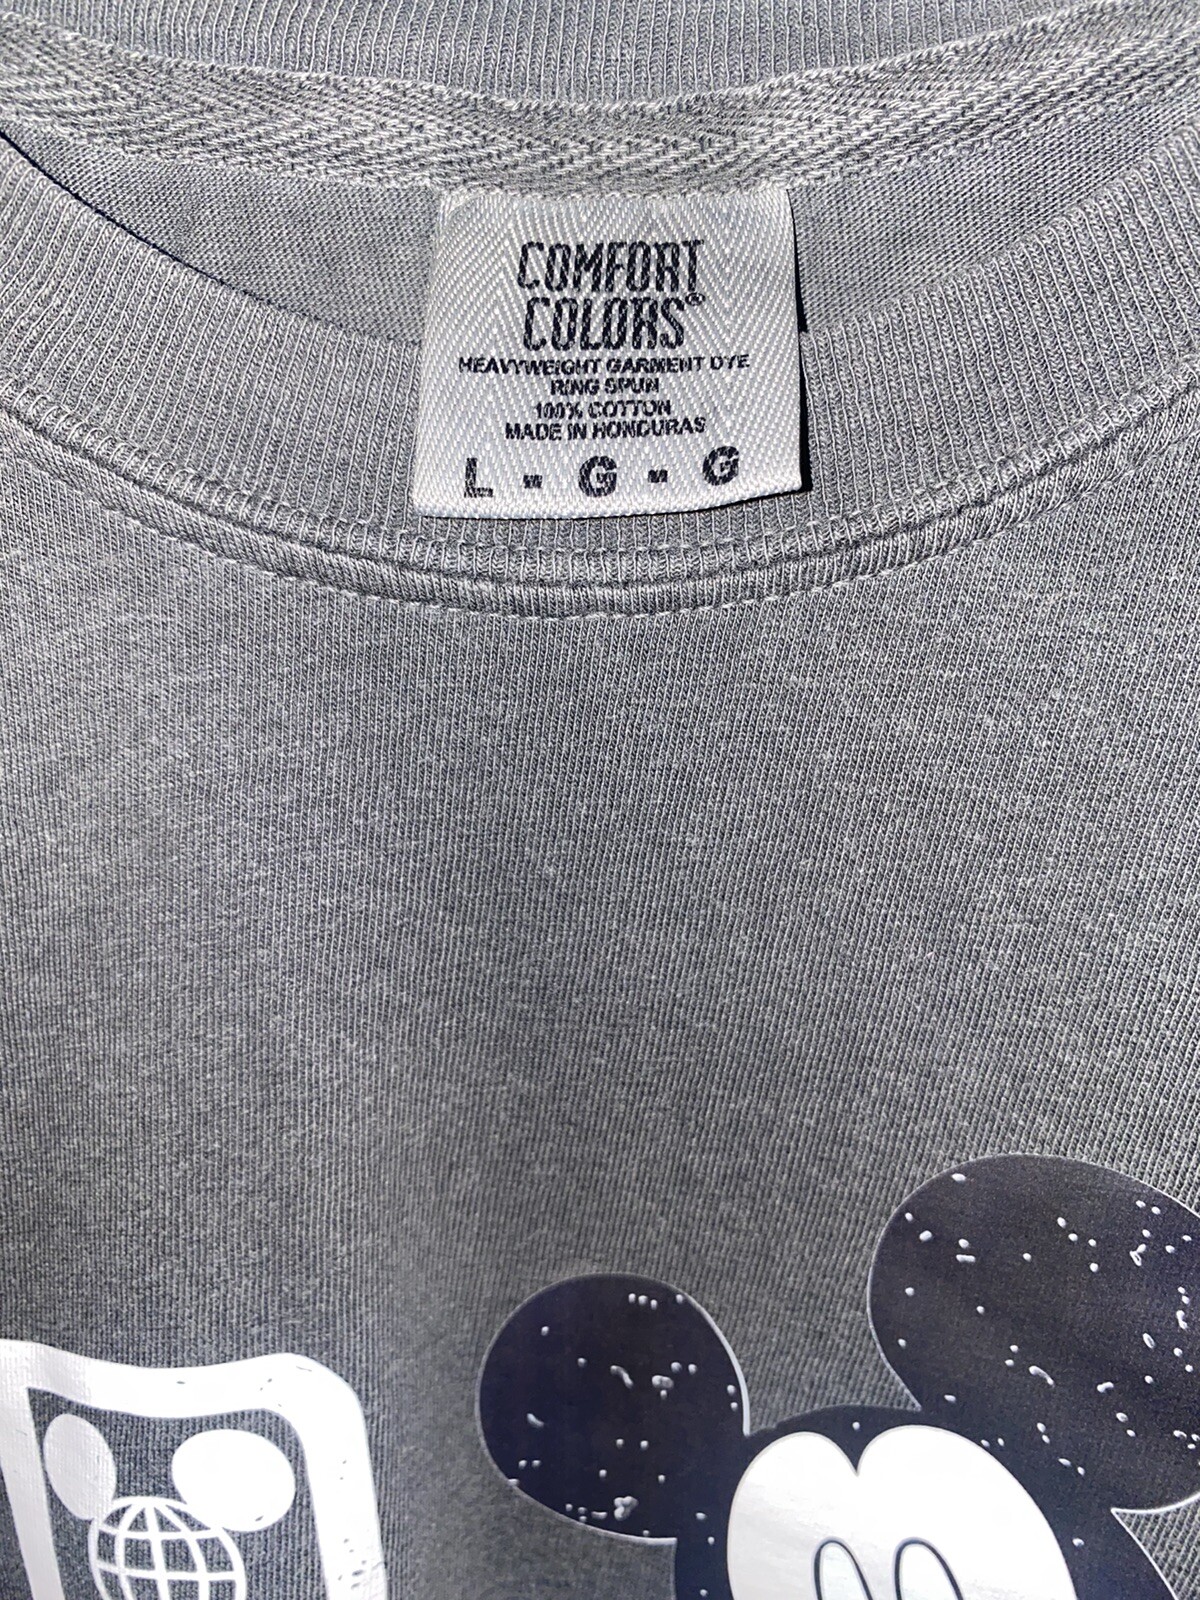 COMFORT
COLORS®
HEAVYWEIGHT GARMENT DYE
RING SPUN
100% COTTON
MADE IN HONDURAS
L - G - G